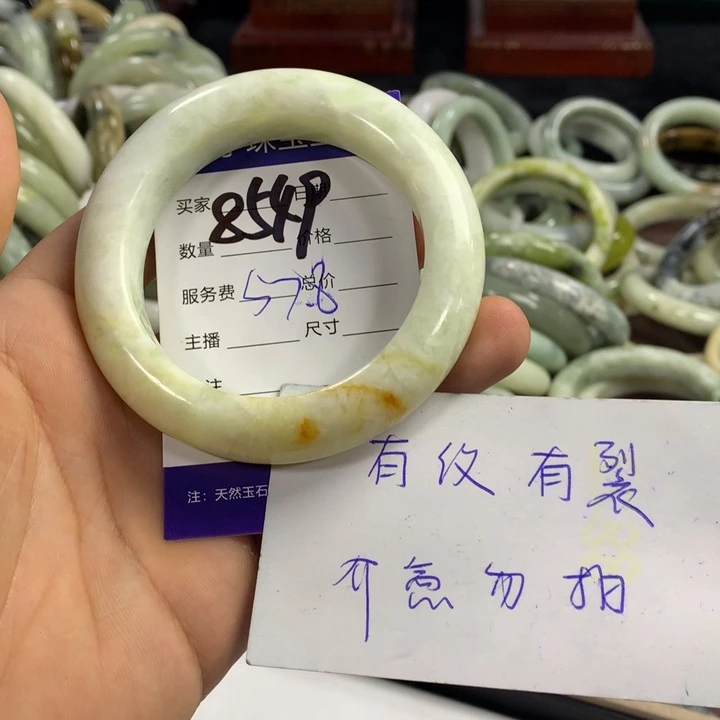 珠宝
买家 8549 日期
数量 价格
服务费 57.8 总价
主播 尺寸
注
注：天然玉石
有纹有裂
介意勿拍